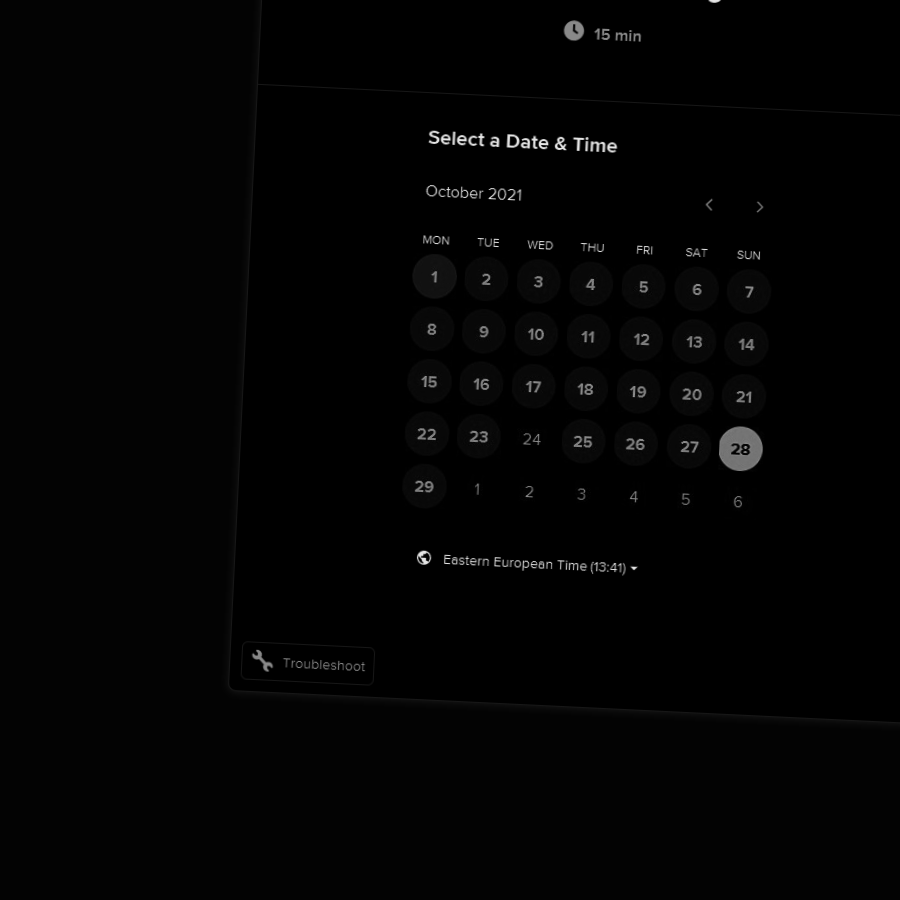 15 min
Select a Date & Time
October 2021
MON TUE WED THU FRI SAT SUN
1 2 3 4 5 6 7
8 9 10 11 12 13 14
15 16 17 18 19 20 21
22 23 24 25 26 27 28
29 1 2 3 4 5 6
Eastern European Time (13:41)
Troubleshoot